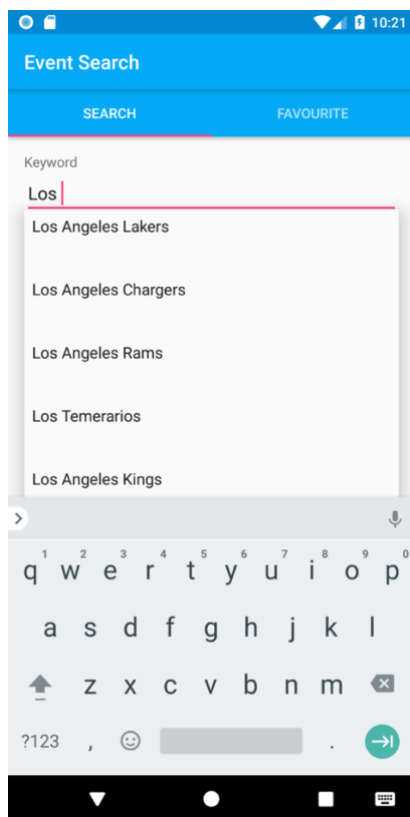 10:21
Event Search
SEARCH FAVOURITE
Keyword
Los
Los Angeles Lakers
Los Angeles Chargers
Los Angeles Rams
Los Temerarios
Los Angeles Kings
1 2 3 4 5 6 7 8 9 0
q w e r t y u i o p
a s d f g h j k l
z x c v b n m
?123 , .